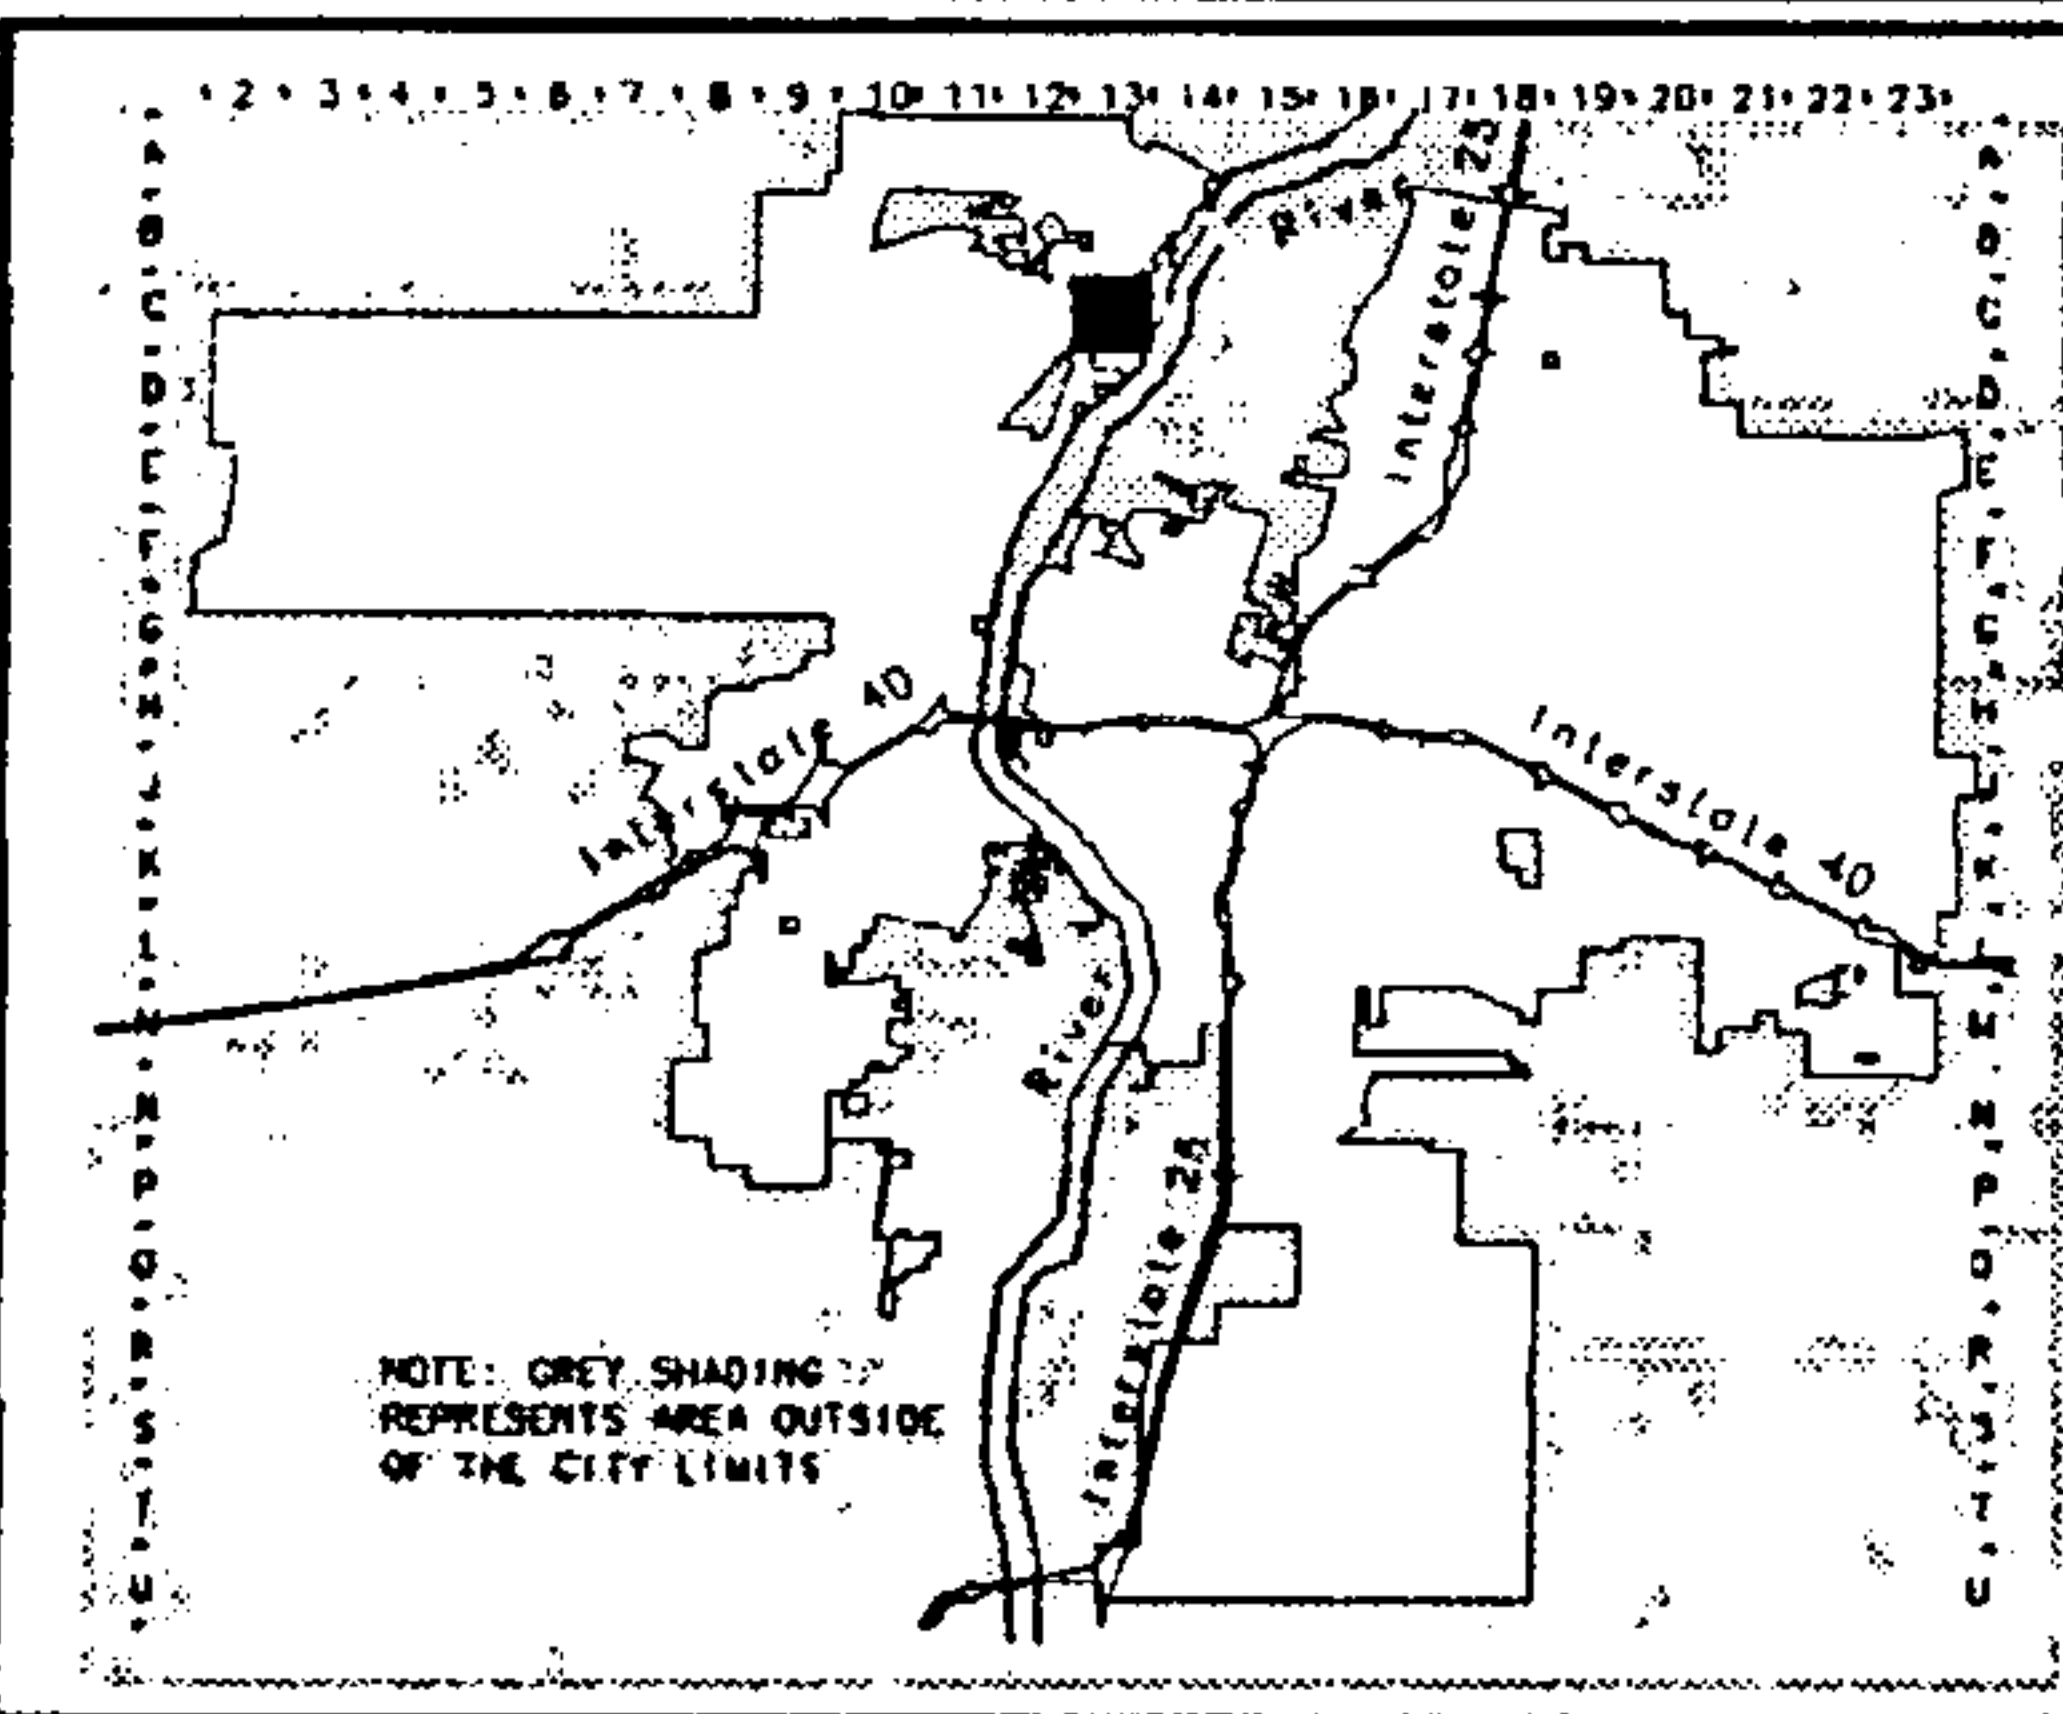 2 3 4 5 6 7 8 9 10 11 12 13 14 15 16 17 18 19 20 21 22 23
A
B
C
D
E
F
G
H
J
K
L
M
N
P
Q
R
S
T
U
River
Interstate 25
Interstate 40
Interstate 40
River
Interstate 25
NOTE: GREY SHADING
REPRESENTS AREA OUTSIDE
OF THE CITY LIMITS
A
B
C
D
E
F
G
H
J
K
L
M
N
P
Q
R
S
T
U